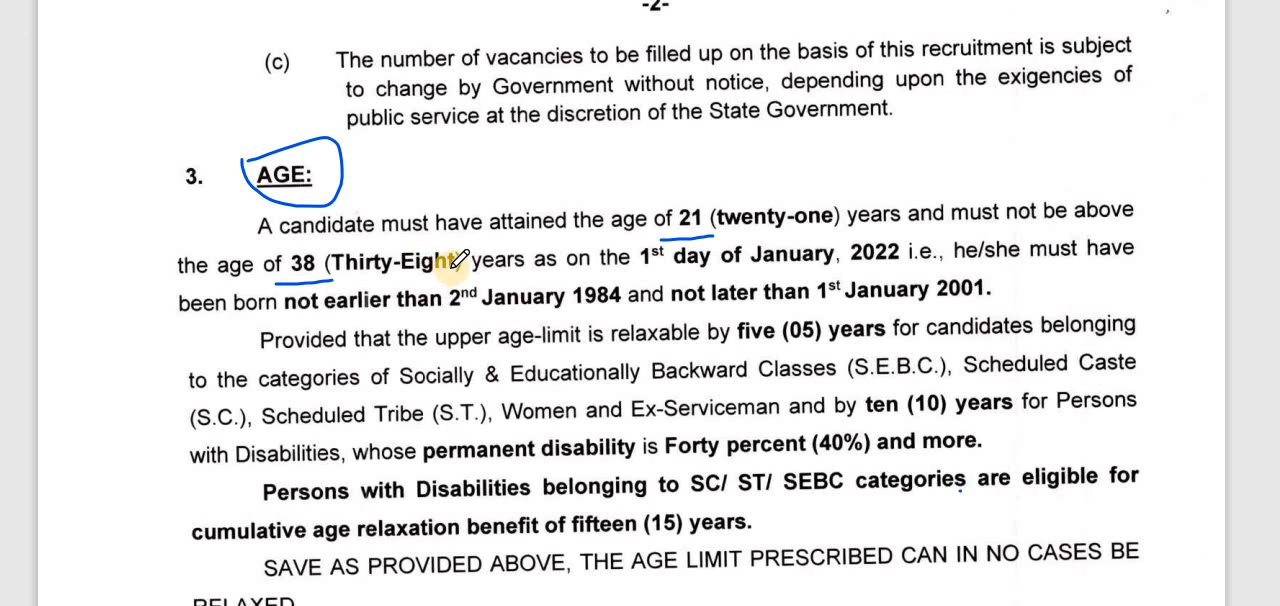 -2-
(c) The number of vacancies to be filled up on the basis of this recruitment is subject
to change by Government without notice, depending upon the exigencies of
public service at the discretion of the State Government.
3. AGE:
A candidate must have attained the age of 21 (twenty-one) years and must not be above
the age of 38 (Thirty-Eight) years as on the 1st day of January, 2022 i.e., he/she must have
been born not earlier than 2nd January 1984 and not later than 1st January 2001.
Provided that the upper age-limit is relaxable by five (05) years for candidates belonging
to the categories of Socially & Educationally Backward Classes (S.E.B.C.), Scheduled Caste
(S.C.), Scheduled Tribe (S.T.), Women and Ex-Serviceman and by ten (10) years for Persons
with Disabilities, whose permanent disability is Forty percent (40%) and more.
Persons with Disabilities belonging to SC/ ST/ SEBC categories are eligible for
cumulative age relaxation benefit of fifteen (15) years.
SAVE AS PROVIDED ABOVE, THE AGE LIMIT PRESCRIBED CAN IN NO CASES BE
RELAXED